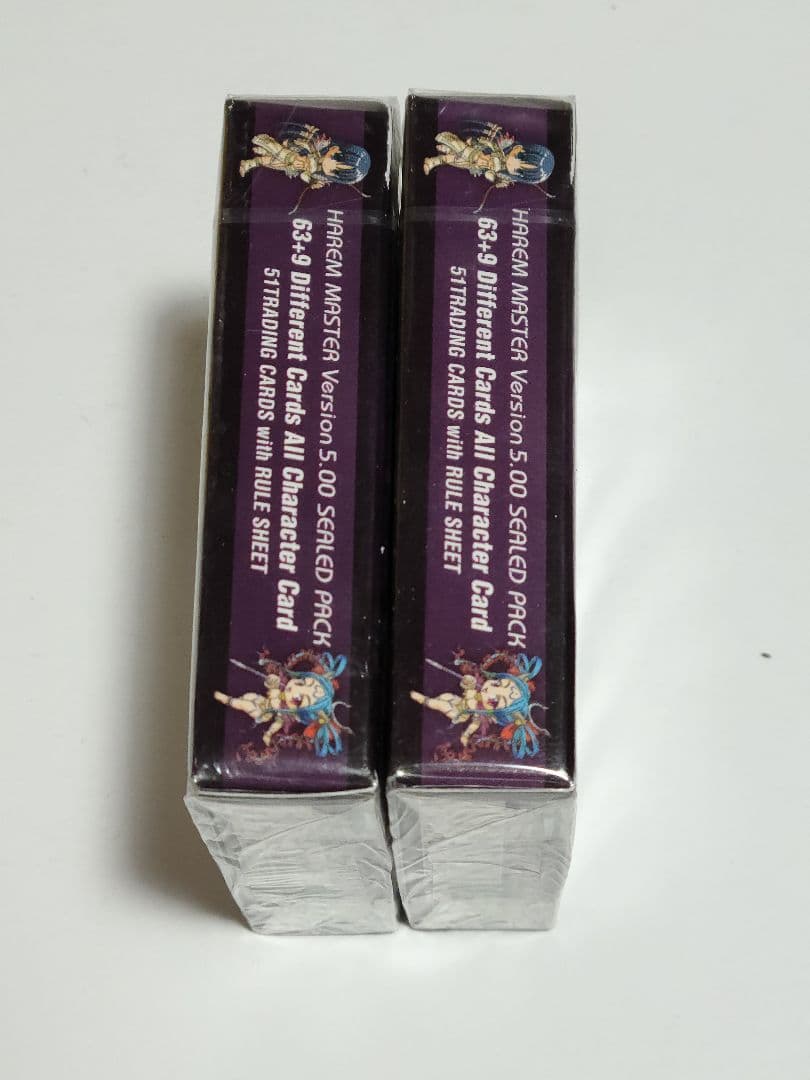 HAREM MASTER Version 5.00 SEALED PACK
63+9 Different Cards All Character Card
51TRADING CARDS with RULE SHEET
HAREM MASTER Version 5.00 SEALED PACK
63+9 Different Cards All Character Card
51TRADING CARDS with RULE SHEET